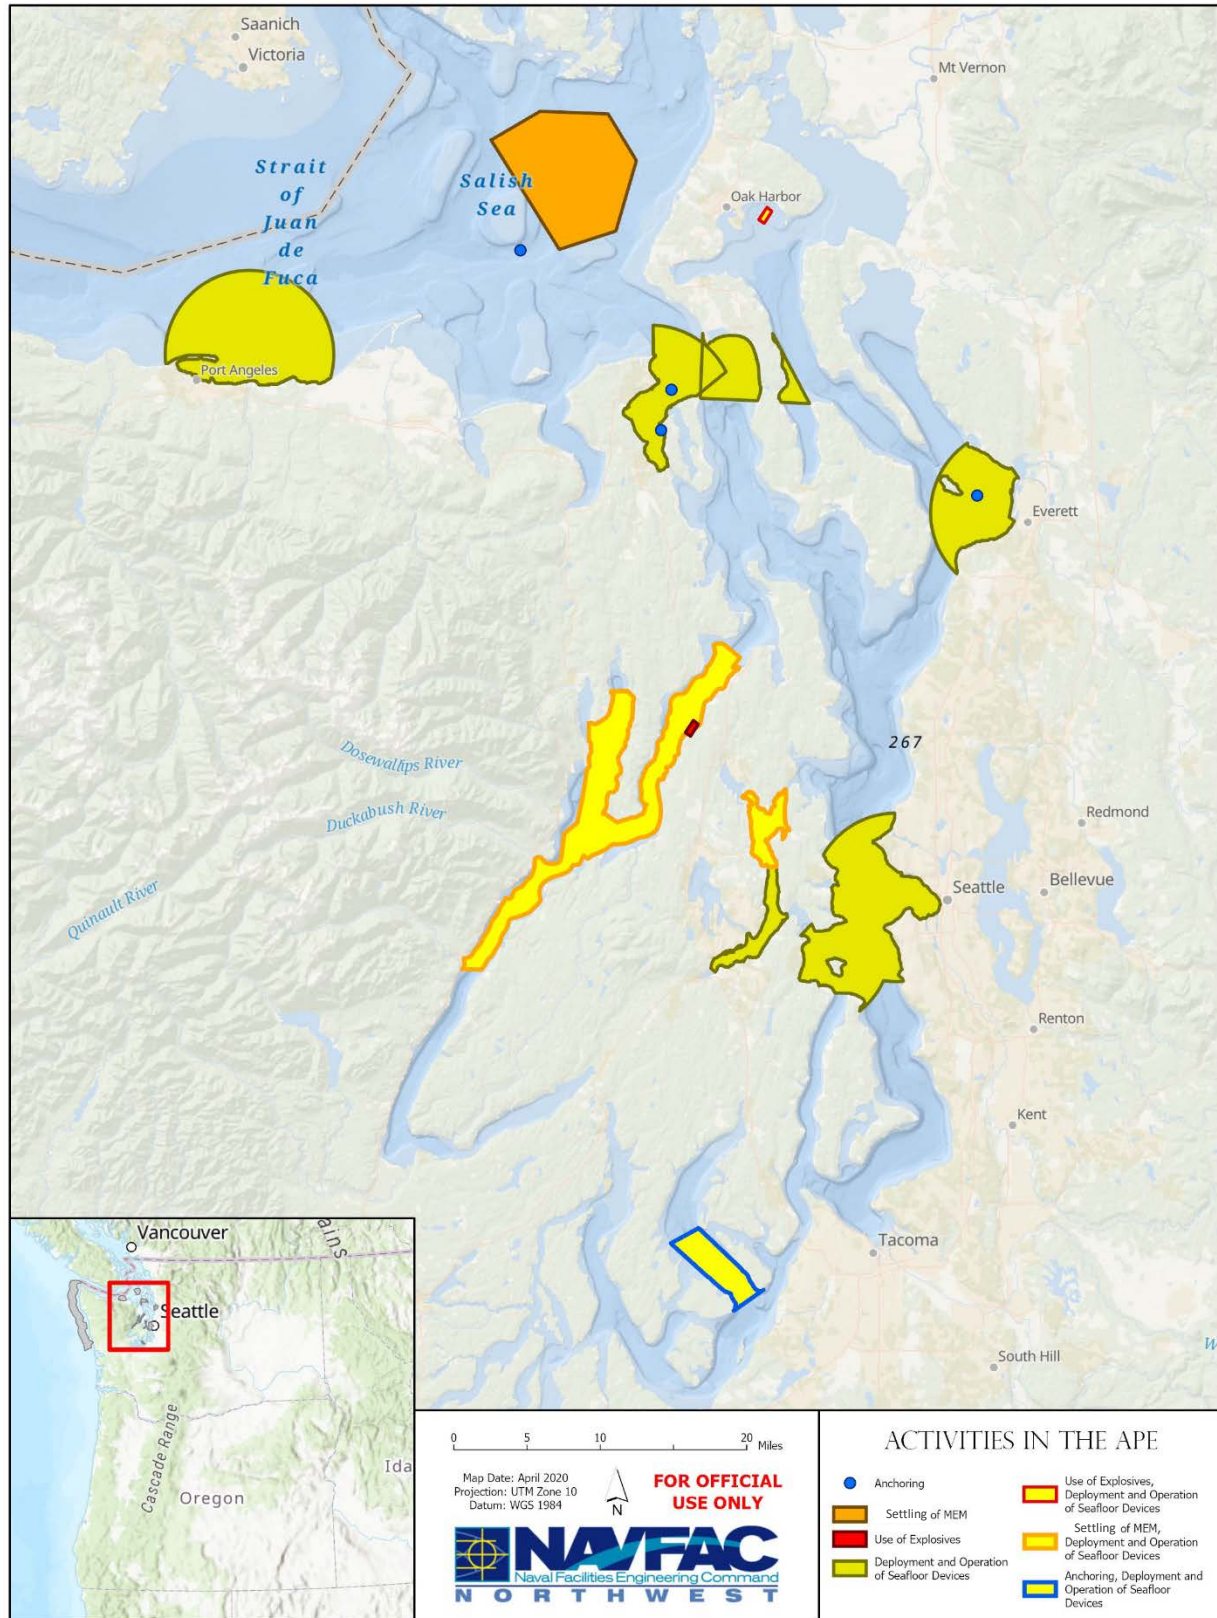 Saanich
Victoria
Mt Vernon
Strait
of
Juan
de
Fuca
Salish
Sea
Oak Harbor
Port Angeles
Everett
267
Dosewallips River
Duckabush River
Redmond
Quinault River
Seattle
Bellevue
Renton
Kent
Tacoma
South Hill
W
Vancouver
ains
Seattle
Cascade Range
Ida
Oregon
0 5 10 20 Miles
Map Date: April 2020
Projection: UTM Zone 10
Datum: WGS 1984
N
FOR OFFICIAL
USE ONLY
NAVFAC
Naval Facilities Engineering Command
NORTHWEST
ACTIVITIES IN THE APE
Anchoring
Settling of MEM
Use of Explosives
Deployment and Operation
of Seafloor Devices
Use of Explosives,
Deployment and Operation
of Seafloor Devices
Settling of MEM,
Deployment and Operation
of Seafloor Devices
Anchoring, Deployment and
Operation of Seafloor
Devices